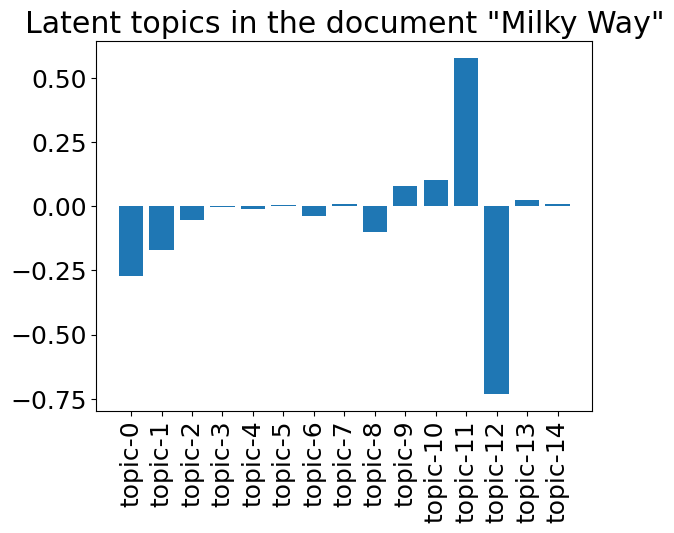 Latent topics in the document "Milky Way"
0.50
0.25
0.00
−0.25
−0.50
−0.75
topic-0
topic-1
topic-2
topic-3
topic-4
topic-5
topic-6
topic-7
topic-8
topic-9
topic-10
topic-11
topic-12
topic-13
topic-14